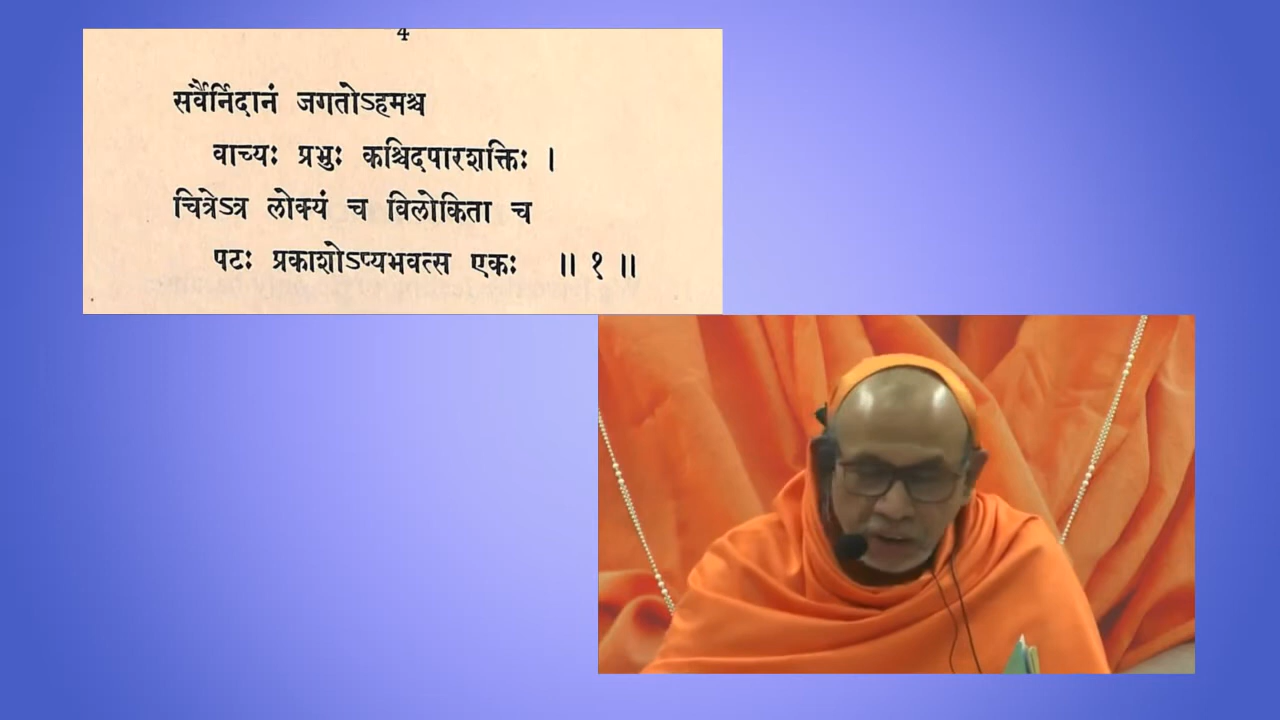 4
सर्वैर्निदानं जगतोऽहमश्च
वाच्यः प्रभुः कश्चिदपारशक्तिः ।
चित्रेऽत्र लोक्यं च विलोकिता च
पटः प्रकाशोऽप्यभवत्स एकः ॥ १ ॥